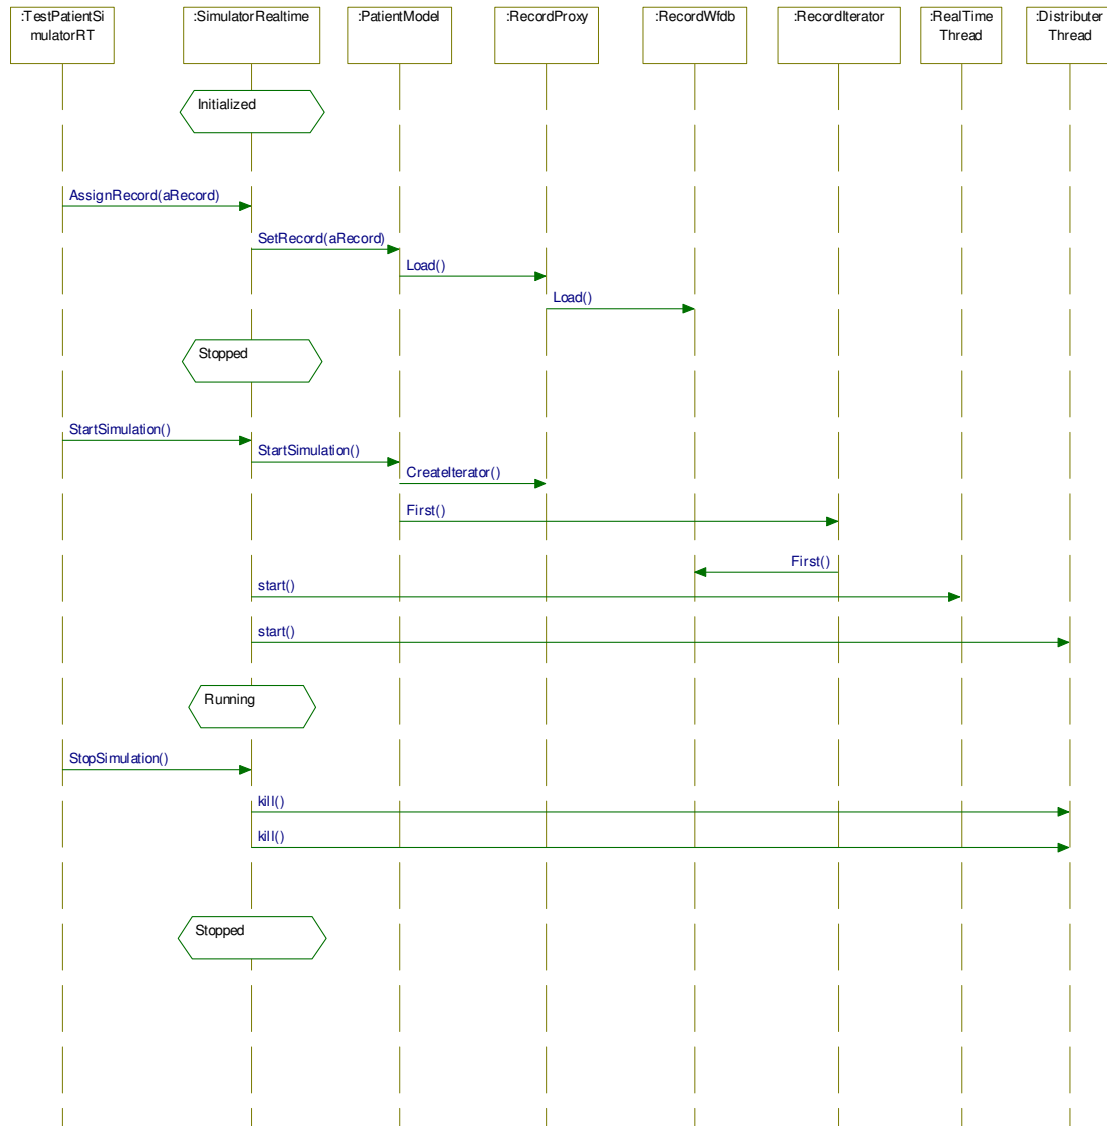 :TestPatientSi
mulatorRT
:SimulatorRealtime
:PatientModel
:RecordProxy
:RecordWfdb
:RecordIterator
:RealTime
Thread
:Distributer
Thread
Initialized
AssignRecord(aRecord)
SetRecord(aRecord)
Load()
Load()
Stopped
StartSimulation()
StartSimulation()
CreateIterator()
First()
First()
start()
start()
Running
StopSimulation()
kill()
kill()
Stopped